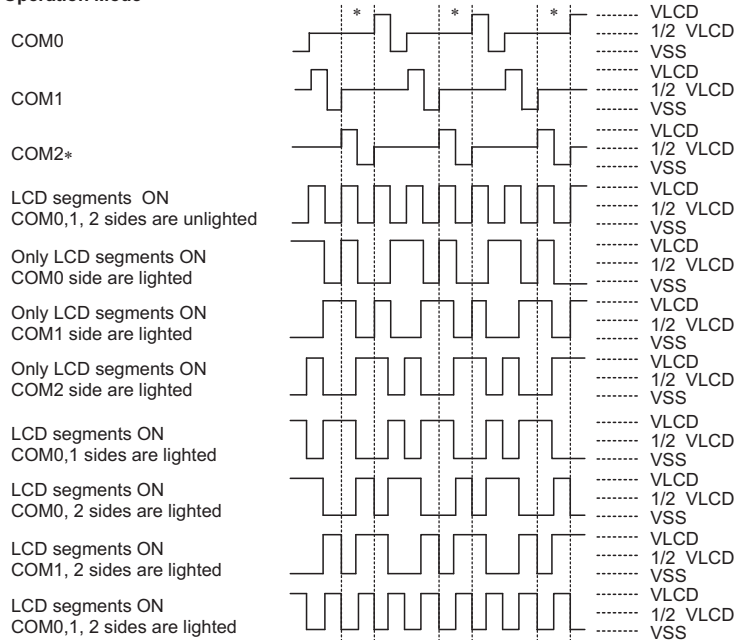 Operation Mode
* * *
COM0
VLCD
1/2 VLCD
VSS
COM1
VLCD
1/2 VLCD
VSS
COM2*
VLCD
1/2 VLCD
VSS
LCD segments ON
COM0,1, 2 sides are unlighted
VLCD
1/2 VLCD
VSS
Only LCD segments ON
COM0 side are lighted
VLCD
1/2 VLCD
VSS
Only LCD segments ON
COM1 side are lighted
VLCD
1/2 VLCD
VSS
Only LCD segments ON
COM2 side are lighted
VLCD
1/2 VLCD
VSS
LCD segments ON
COM0,1 sides are lighted
VLCD
1/2 VLCD
VSS
LCD segments ON
COM0, 2 sides are lighted
VLCD
1/2 VLCD
VSS
LCD segments ON
COM1, 2 sides are lighted
VLCD
1/2 VLCD
VSS
LCD segments ON
COM0,1, 2 sides are lighted
VLCD
1/2 VLCD
VSS